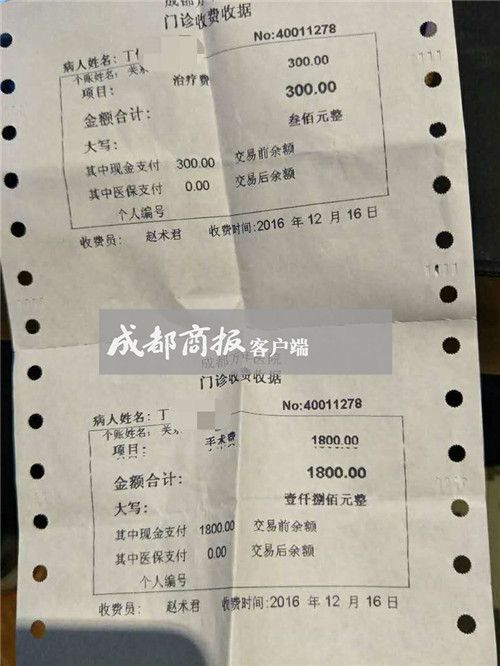 门诊收费收据
No:40011278
病人姓名: 丁
个账姓名: 关
项目: 治疗费 300.00
金额合计: 300.00
大写: 叁佰元整
其中现金支付 300.00 交易前余额
其中医保支付 0.00 交易后余额
个人编号
收费员: 赵术君 收费时间:2016 年 12 月 16 日
成都商报客户端
门诊收费收据
No:40011278
病人姓名: 丁
个账姓名: 关
项目: 手术费 1800.00
金额合计: 1800.00
大写: 壹仟捌佰元整
其中现金支付 1800.00 交易前余额
其中医保支付 0.00 交易后余额
个人编号
收费员: 赵术君 收费时间:2016 年 12 月 16 日